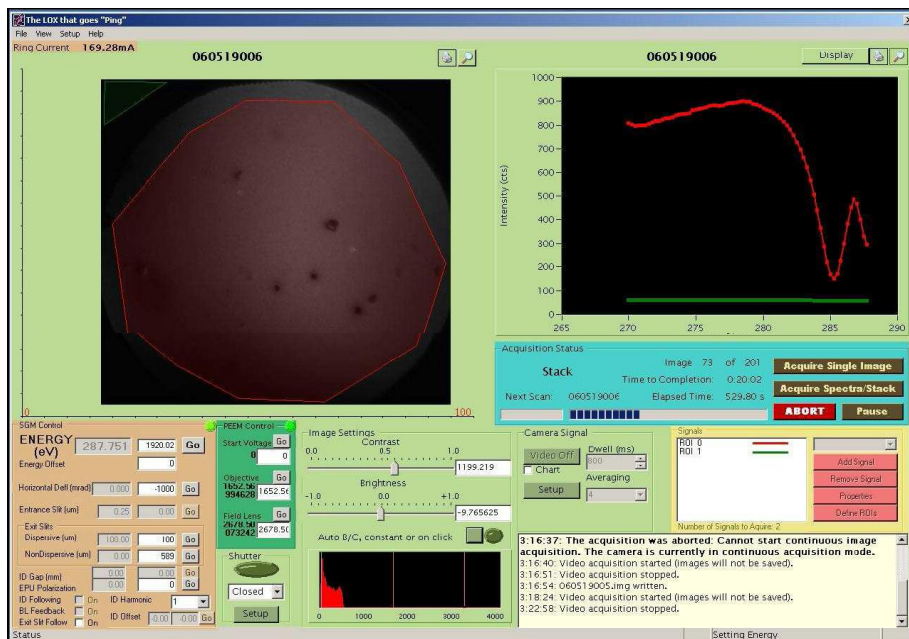 The LOX that goes "Ping"
File View Setup Help
Ring Current 169.28mA
060519006
0
100
060519006
Display
Intensity (cts)
1000
900
800
700
600
500
400
300
200
100
0
265 270 275 280 285 290
Acquisition Status
Stack
Image 73 of 201
Time to Completion: 0:20:02
Next Scan: 060519006 Elapsed Time: 529.80 s
Acquire Single Image
Acquire Spectra/Stack
ABORT Pause
SGM Control
ENERGY (eV) 287.751 1920.02 Go
Energy Offset 0
Horizontal Defl (mrad) 0.000 -1000 Go
Entrance Slit (um) 0.25 0.00 Go
Exit Slits
Dispersive (um) 100.00 100 Go
NonDispersive (um) 0.00 589 Go
ID Gap (mm) 0.00 0.00 Go
EPU Polarization 0.00 0 Go
ID Following On ID Harmonic 1
BL Feedback On
Exit Slit Follow On ID Offset -0.00 -0.00 Go
PEEM Control
Start Voltage Go
0 0
Objective Go
1652.56
994628 1652.56
Field Lens Go
2678.50
073242 2678.50
Shutter
Closed
Setup
Image Settings
Contrast
0.0 0.5 1.0
1199.219
Brightness
-1.0 0.0 +1.0
-9.765625
Auto B/C, constant or on click
0 1000 2000 3000 4000
Camera Signal
Video Off
Chart
Setup
Dwell (ms)
800
Averaging
4
Signals
ROI 0
ROI 1
Add Signal
Remove Signal
Properties
Define ROIs
Number of Signals to Aquire: 2
3:16:37: The acquisition was aborted: Cannot start continuous image
acquisition. The camera is currently in continuous acquisition mode.
3:16:40: Video acquisition started (images will not be saved).
3:16:51: Video acquisition stopped.
3:16:54: 060519005.img written.
3:18:24: Video acquisition started (images will not be saved).
3:22:58: Video acquisition stopped.
Status
Setting Energy